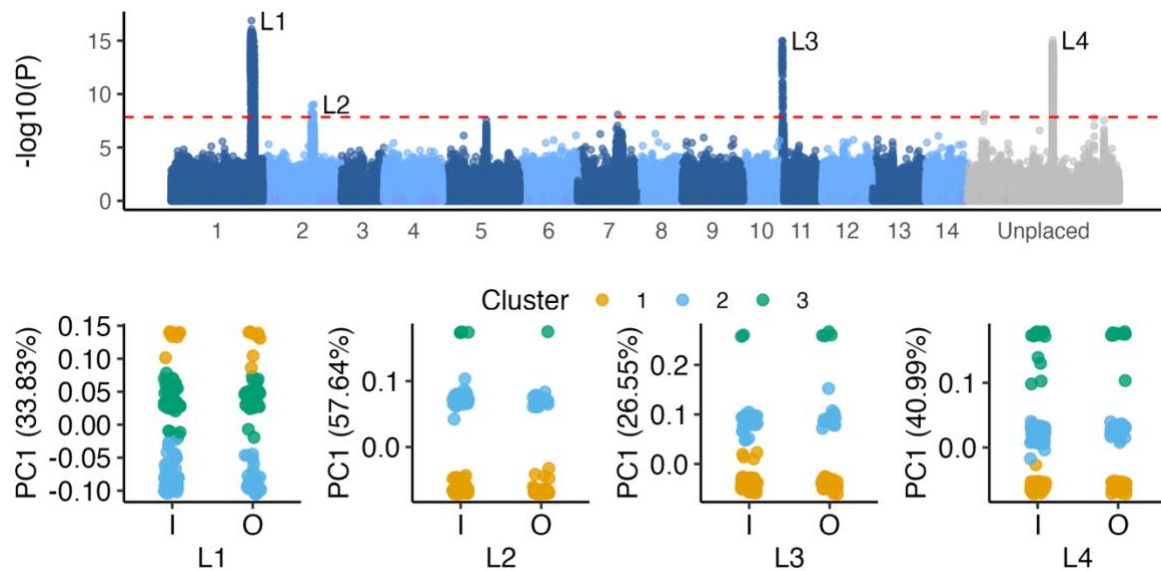 -log10(P)
15
10
5
0
L1
L2
L3
L4
1 2 3 4 5 6 7 8 9 10 11 12 13 14 Unplaced
Cluster 1 2 3
PC1 (33.83%)
0.15
0.10
0.05
0.00
-0.05
-0.10
I O
L1
PC1 (57.64%)
0.1
0.0
I O
L2
PC1 (26.55%)
0.2
0.1
0.0
I O
L3
PC1 (40.99%)
0.1
0.0
I O
L4